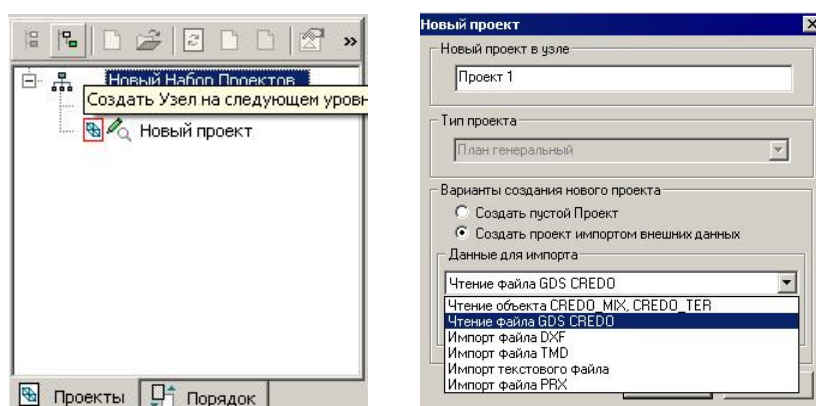 »
Новый Набор Проектов
Создать Узел на следующем уровн
Новый проект
Проекты
Порядок
Новый проект
Новый проект в узле
Проект 1
Тип проекта
План генеральный
Варианты создания нового проекта
Создать пустой Проект
Создать проект импортом внешних данных
Данные для импорта
Чтение файла GDS CREDO
Чтение объекта CREDO_MIX, CREDO_TER
Чтение файла GDS CREDO
Импорт файла DXF
Импорт файла TMD
Импорт текстового файла
Импорт файла PRX